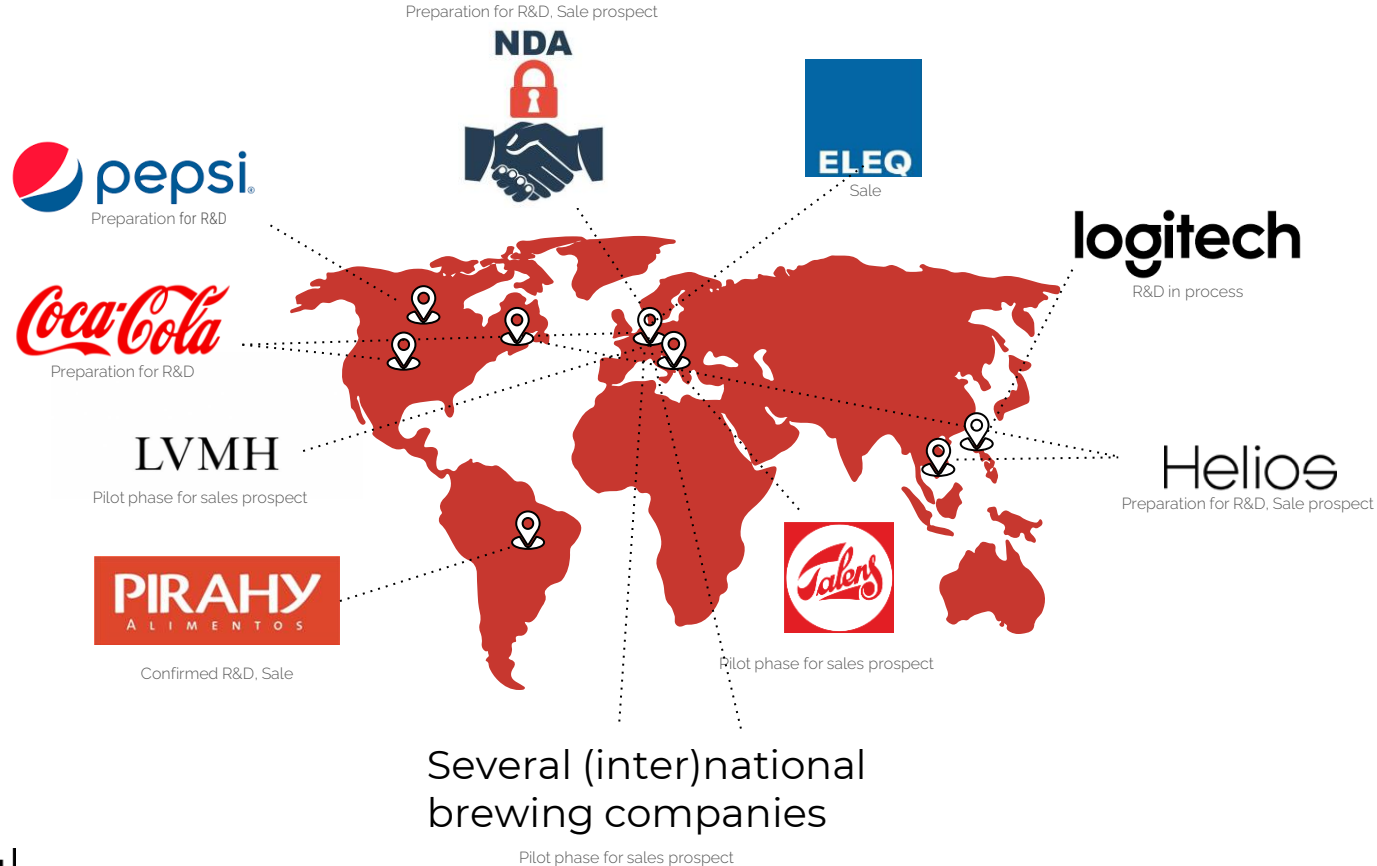 Preparation for R&D, Sale prospect
NDA
ELEQ
Sale
pepsi®
Preparation for R&D
logitech
R&D in process
Coca-Cola
Preparation for R&D
LVMH
Pilot phase for sales prospect
Helios
Preparation for R&D, Sale prospect
PIRAHY
ALIMENTOS
Confirmed R&D, Sale
Talens
Pilot phase for sales prospect
Several (inter)national
brewing companies
Pilot phase for sales prospect